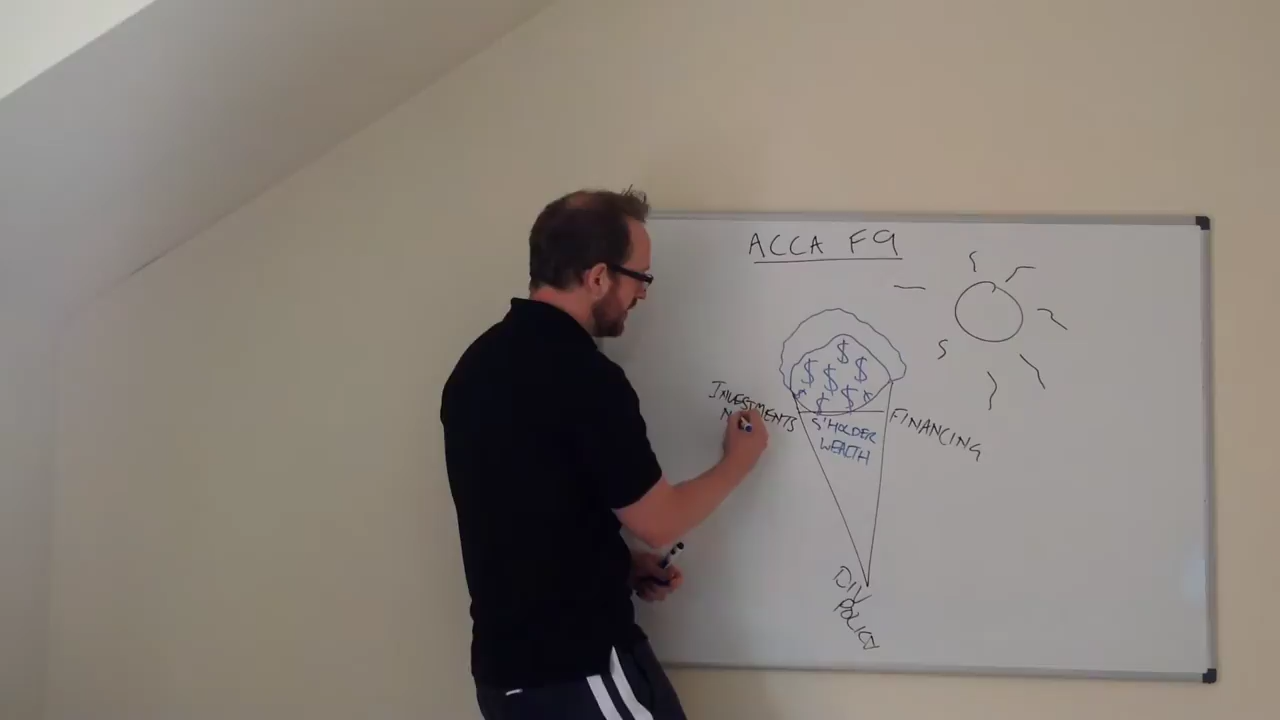 ACCA F9
$
$ $
$
$ $
INVESTMENTS
S'HOLDER
WEALTH
FINANCING
DIV
POLICY